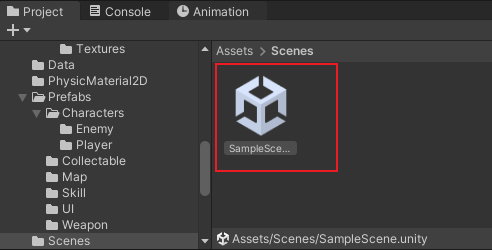 Project Console Animation
Textures
Data
PhysicMaterial2D
Prefabs
Characters
Enemy
Player
Collectable
Map
Skill
UI
Weapon
Scenes
Assets > Scenes
SampleSce...
Assets/Scenes/SampleScene.unity